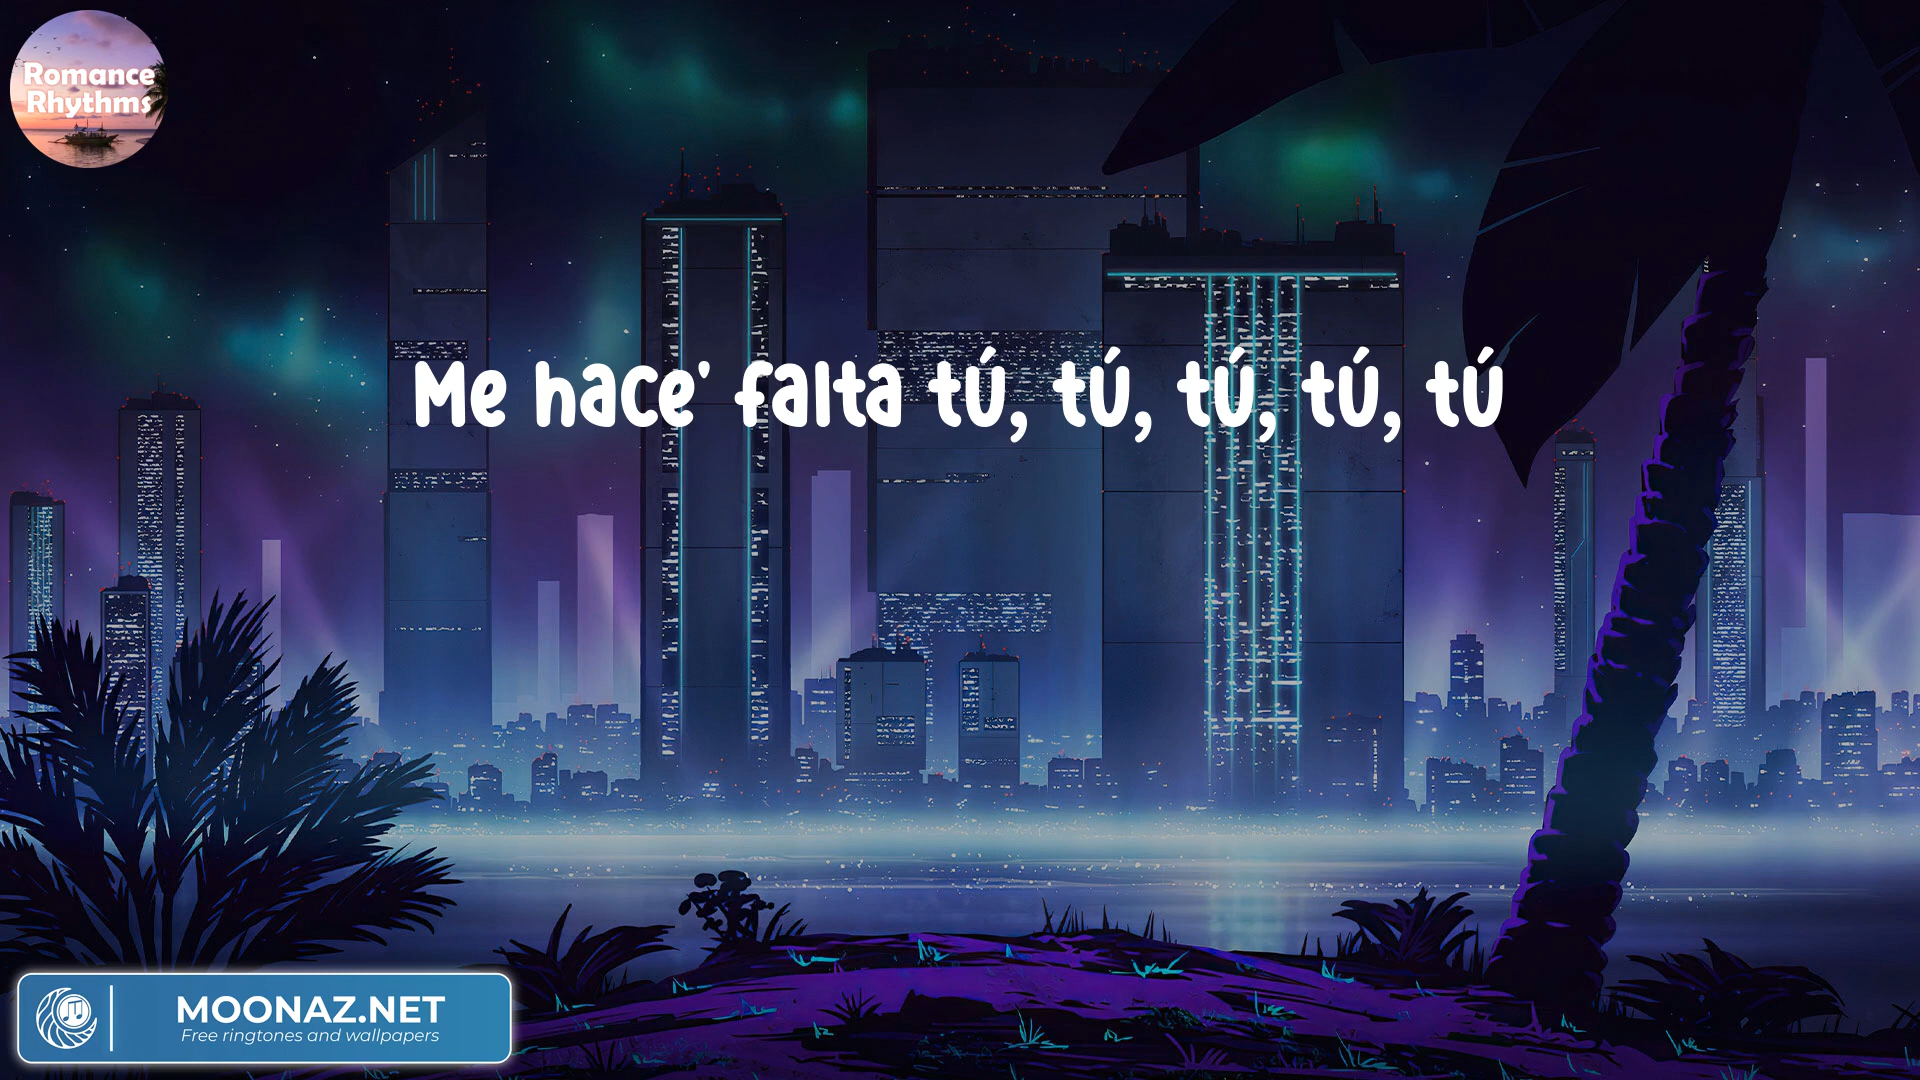 Romance
Rhythms
Me hace' falta tú, tú, tú, tú, tú
MOONAZ.NET
Free ringtones and wallpapers